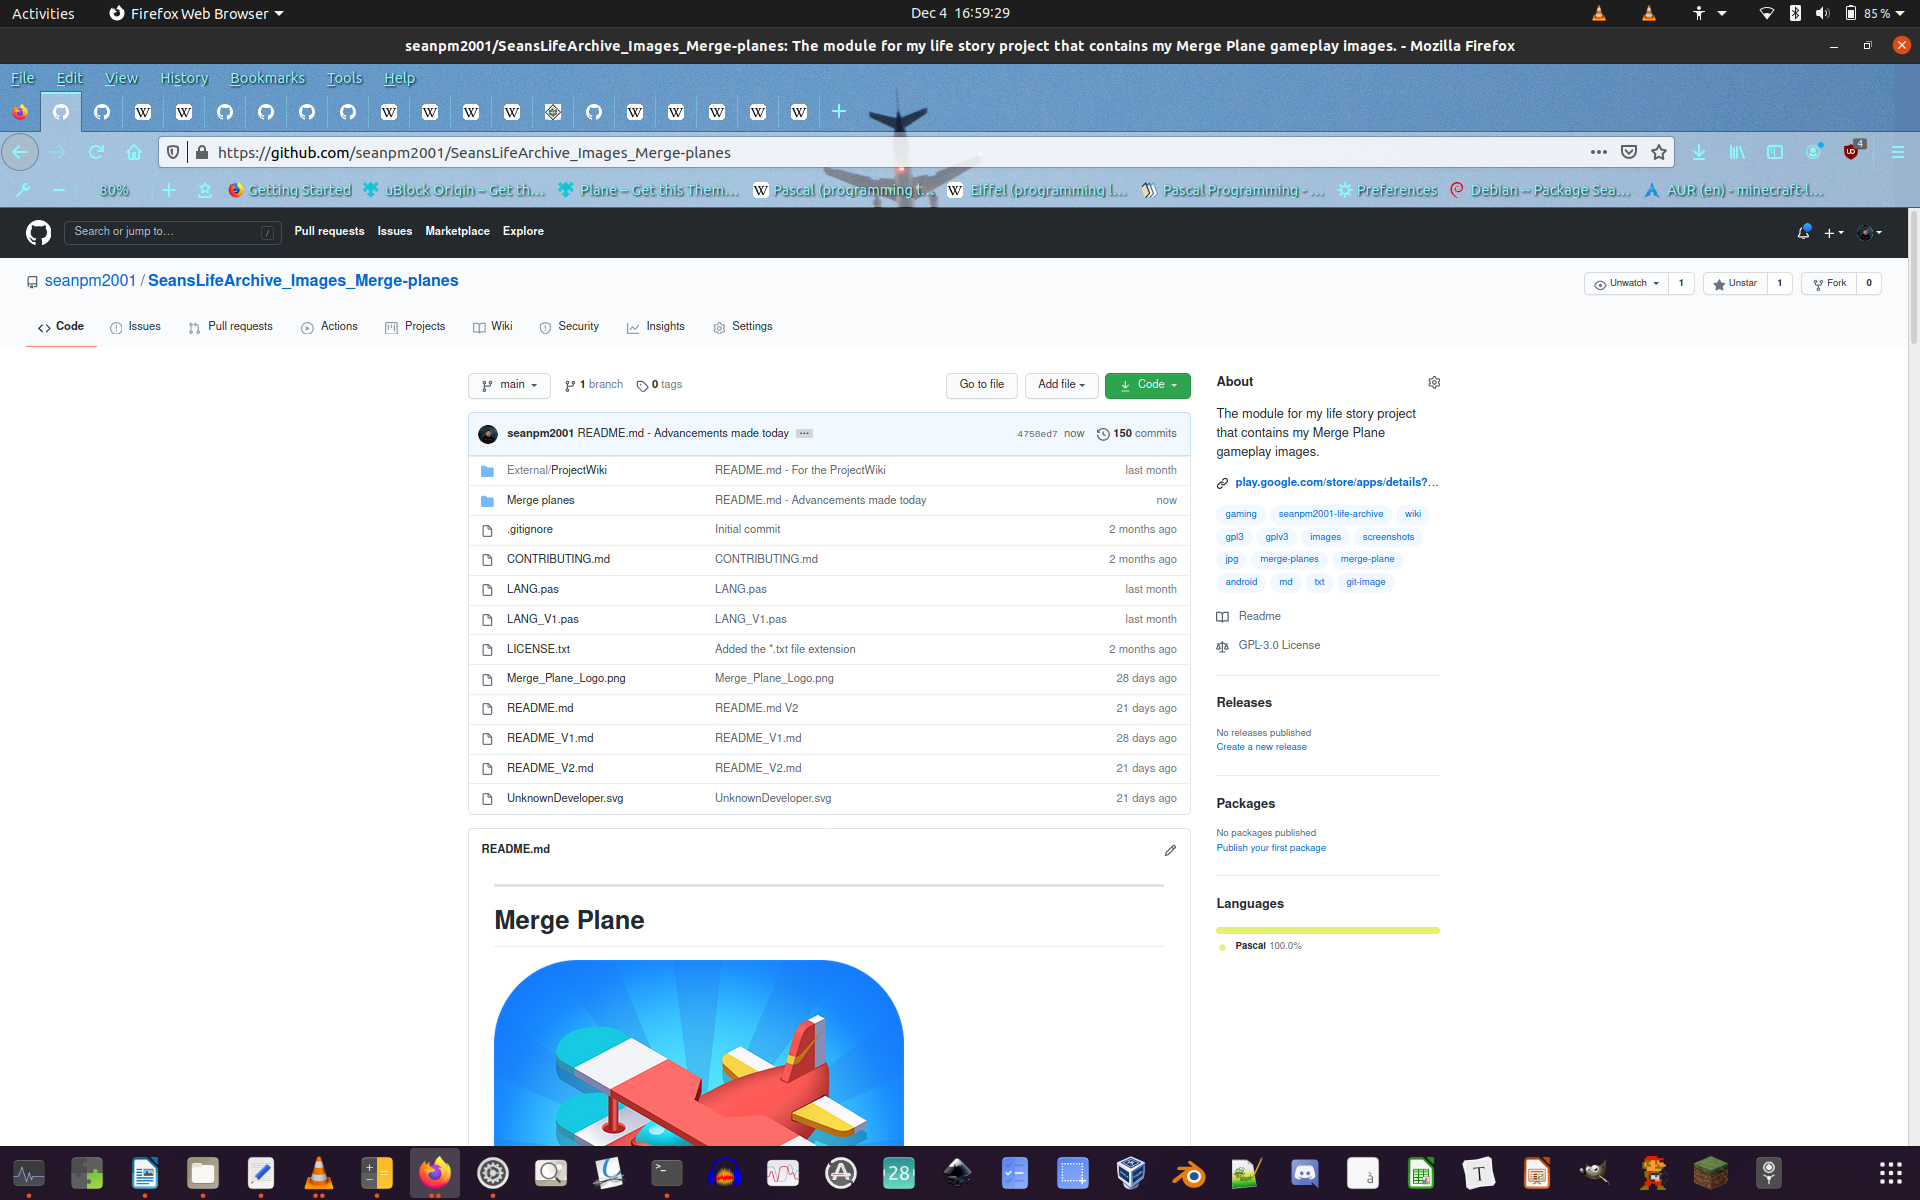 Activities
Firefox Web Browser
Dec 4 16:59:29
85 %
seanpm2001/SeansLifeArchive_Images_Merge-planes: The module for my life story project that contains my Merge Plane gameplay images. - Mozilla Firefox
File Edit View History Bookmarks Tools Help
https://github.com/seanpm2001/SeansLifeArchive_Images_Merge-planes
4
80%
Getting Started
uBlock Origin – Get th…
Plane – Get this Them…
Pascal (programming l…
Eiffel (programming l…
Pascal Programming - …
Preferences
Debian -- Package Sea…
AUR (en) - minecraft-l…
Search or jump to…
/
Pull requests Issues Marketplace Explore
seanpm2001 / SeansLifeArchive_Images_Merge-planes
Unwatch 1
Unstar 1
Fork 0
Code
Issues
Pull requests
Actions
Projects
Wiki
Security
Insights
Settings
main
1 branch
0 tags
Go to file
Add file
Code
seanpm2001 README.md - Advancements made today
4758ed7 now
150 commits
External/ProjectWiki README.md - For the ProjectWiki last month
Merge planes README.md - Advancements made today now
.gitignore Initial commit 2 months ago
CONTRIBUTING.md CONTRIBUTING.md 2 months ago
LANG.pas LANG.pas last month
LANG_V1.pas LANG_V1.pas last month
LICENSE.txt Added the *.txt file extension 2 months ago
Merge_Plane_Logo.png Merge_Plane_Logo.png 28 days ago
README.md README.md V2 21 days ago
README_V1.md README_V1.md 28 days ago
README_V2.md README_V2.md 21 days ago
UnknownDeveloper.svg UnknownDeveloper.svg 21 days ago
README.md
Merge Plane
About
The module for my life story project
that contains my Merge Plane
gameplay images.
play.google.com/store/apps/details?…
gaming seanpm2001-life-archive wiki
gpl3 gplv3 images screenshots
jpg merge-planes merge-plane
android md txt git-image
Readme
GPL-3.0 License
Releases
No releases published
Create a new release
Packages
No packages published
Publish your first package
Languages
Pascal 100.0%
28